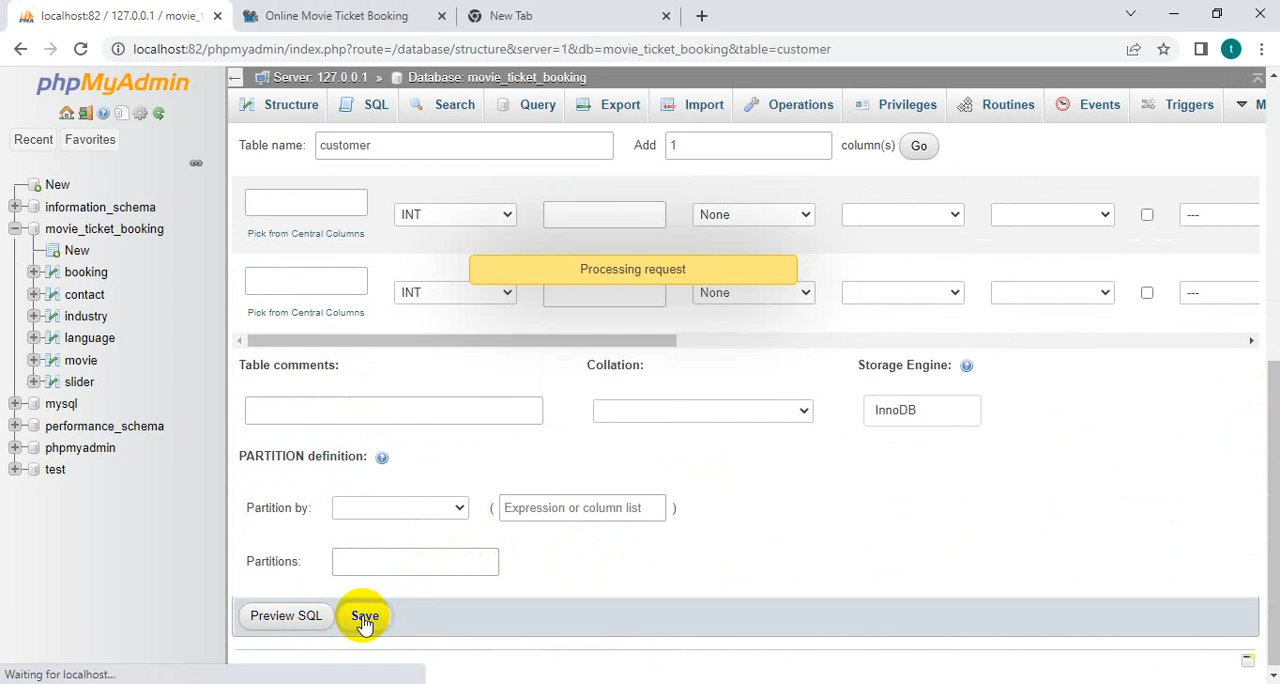 localhost:82 / 127.0.0.1 / movie_t
Online Movie Ticket Booking
New Tab
localhost:82/phpmyadmin/index.php?route=/database/structure&server=1&db=movie_ticket_booking&table=customer
t
phpMyAdmin
Server: 127.0.0.1 » Database: movie_ticket_booking
Structure SQL Search Query Export Import Operations Privileges Routines Events Triggers M
Recent Favorites
Table name: customer Add 1 column(s) Go
New
information_schema
movie_ticket_booking
New
booking
contact
industry
language
movie
slider
mysql
performance_schema
phpmyadmin
test
INT None ---
Pick from Central Columns
Processing request
INT None ---
Pick from Central Columns
Table comments: Collation: Storage Engine:
InnoDB
PARTITION definition:
Partition by: ( Expression or column list )
Partitions:
Preview SQL Save
Waiting for localhost...